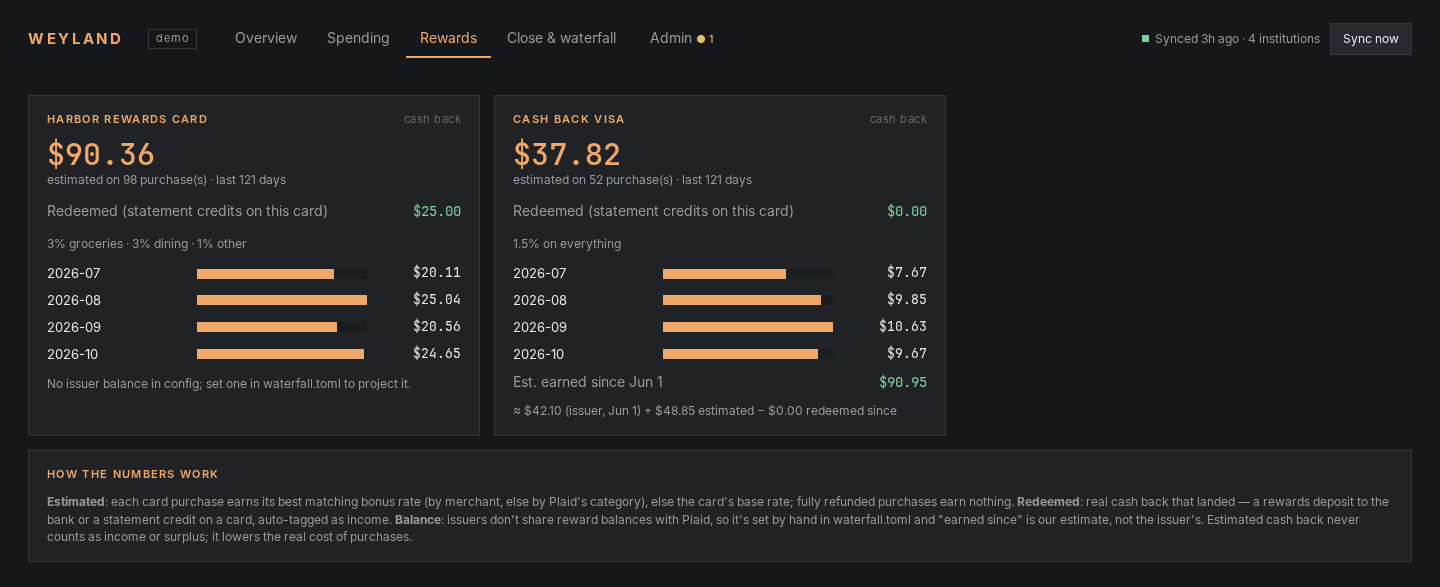 WEYLAND demo Overview Spending Rewards Close & waterfall Admin 1 Synced 3h ago · 4 institutions Sync now
HARBOR REWARDS CARD cash back
$90.36
estimated on 98 purchase(s) · last 121 days
Redeemed (statement credits on this card) $25.00
3% groceries · 3% dining · 1% other
2026-07 $20.11
2026-08 $25.04
2026-09 $20.56
2026-10 $24.65
No issuer balance in config; set one in waterfall.toml to project it.
CASH BACK VISA cash back
$37.82
estimated on 52 purchase(s) · last 121 days
Redeemed (statement credits on this card) $0.00
1.5% on everything
2026-07 $7.67
2026-08 $9.85
2026-09 $10.63
2026-10 $9.67
Est. earned since Jun 1 $90.95
≈ $42.10 (issuer, Jun 1) + $48.85 estimated − $0.00 redeemed since
HOW THE NUMBERS WORK
Estimated: each card purchase earns its best matching bonus rate (by merchant, else by Plaid's category), else the card's base rate; fully refunded purchases earn nothing. Redeemed: real cash back that landed — a rewards deposit to the
bank or a statement credit on a card, auto-tagged as income. Balance: issuers don't share reward balances with Plaid, so it's set by hand in waterfall.toml and "earned since" is our estimate, not the issuer's. Estimated cash back never
counts as income or surplus; it lowers the real cost of purchases.